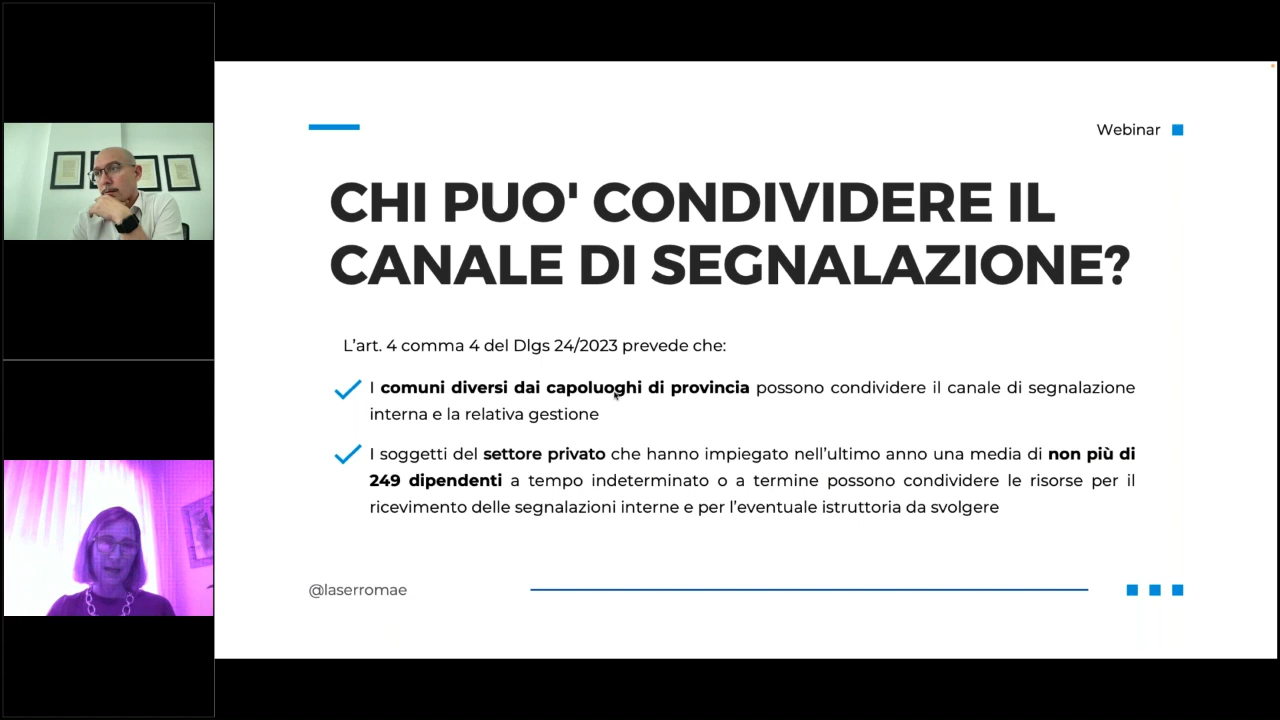 Webinar
CHI PUO' CONDIVIDERE IL
CANALE DI SEGNALAZIONE?
L’art. 4 comma 4 del Dlgs 24/2023 prevede che:
I comuni diversi dai capoluoghi di provincia possono condividere il canale di segnalazione
interna e la relativa gestione
I soggetti del settore privato che hanno impiegato nell’ultimo anno una media di non più di
249 dipendenti a tempo indeterminato o a termine possono condividere le risorse per il
ricevimento delle segnalazioni interne e per l’eventuale istruttoria da svolgere
@laserromae